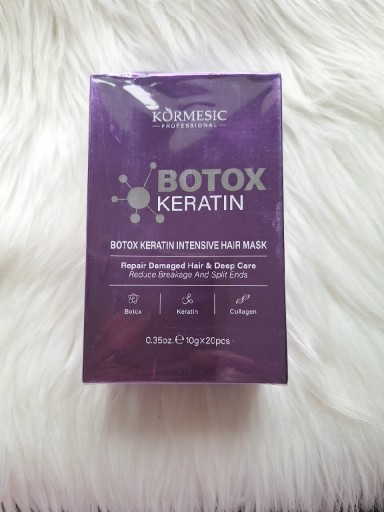 KÓRMESIC
PROFESSIONAL
BOTOX
KERATIN
BOTOX KERATIN INTENSIVE HAIR MASK
Repair Damaged Hair & Deep Care
Reduce Breakage And Split Ends
Botox Keratin Collagen
0.35oz. ℮ 10g×20pcs